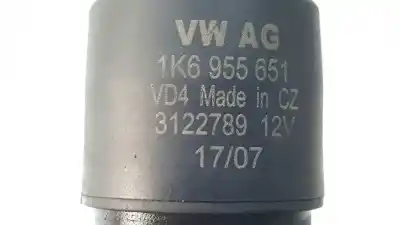 VW AG
1K6 955 651
VD4 Made in CZ
3122789 12V
17/07